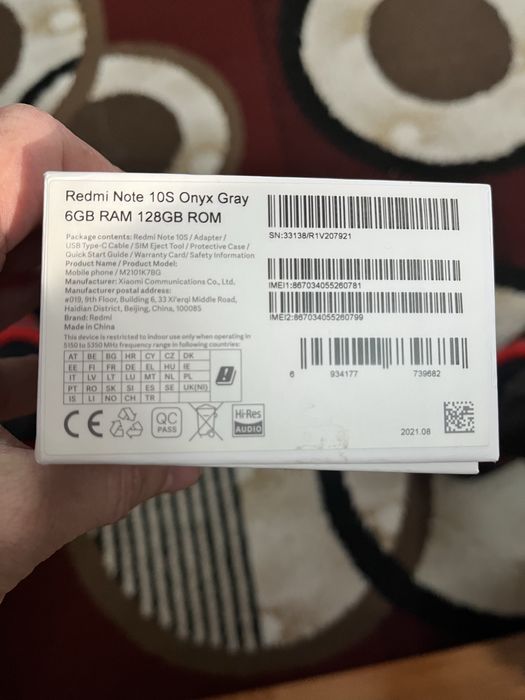 Redmi Note 10S Onyx Gray
6GB RAM 128GB ROM
Package contents: Redmi Note 10S / Adapter /
USB Type-C Cable / SIM Eject Tool / Protective Case /
Quick Start Guide / Warranty Card/ Safety Information
Product Name / Product Model:
Mobile phone / M2101K7BG
Manufacturer: Xiaomi Communications Co., Ltd.
Manufacturer postal address:
#019, 9th Floor, Building 6, 33 Xi'erqi Middle Road,
Haidian District, Beijing, China, 100085
Brand: Redmi
Made in China
This device is restricted to indoor use only when operating in
5150 to 5350 MHz frequency range in following countries:
AT BE BG HR CY CZ DK
EE FI FR DE EL HU IE
IT LV LT LU MT NL PL
PT RO SK SI ES SE UK(NI)
IS LI NO CH TR
CE
QC
PASS
Hi-Res
AUDIO
SN:33138/R1V207921
IMEI1:867034055260781
IMEI2:867034055260799
6 934177 739682
2021.08